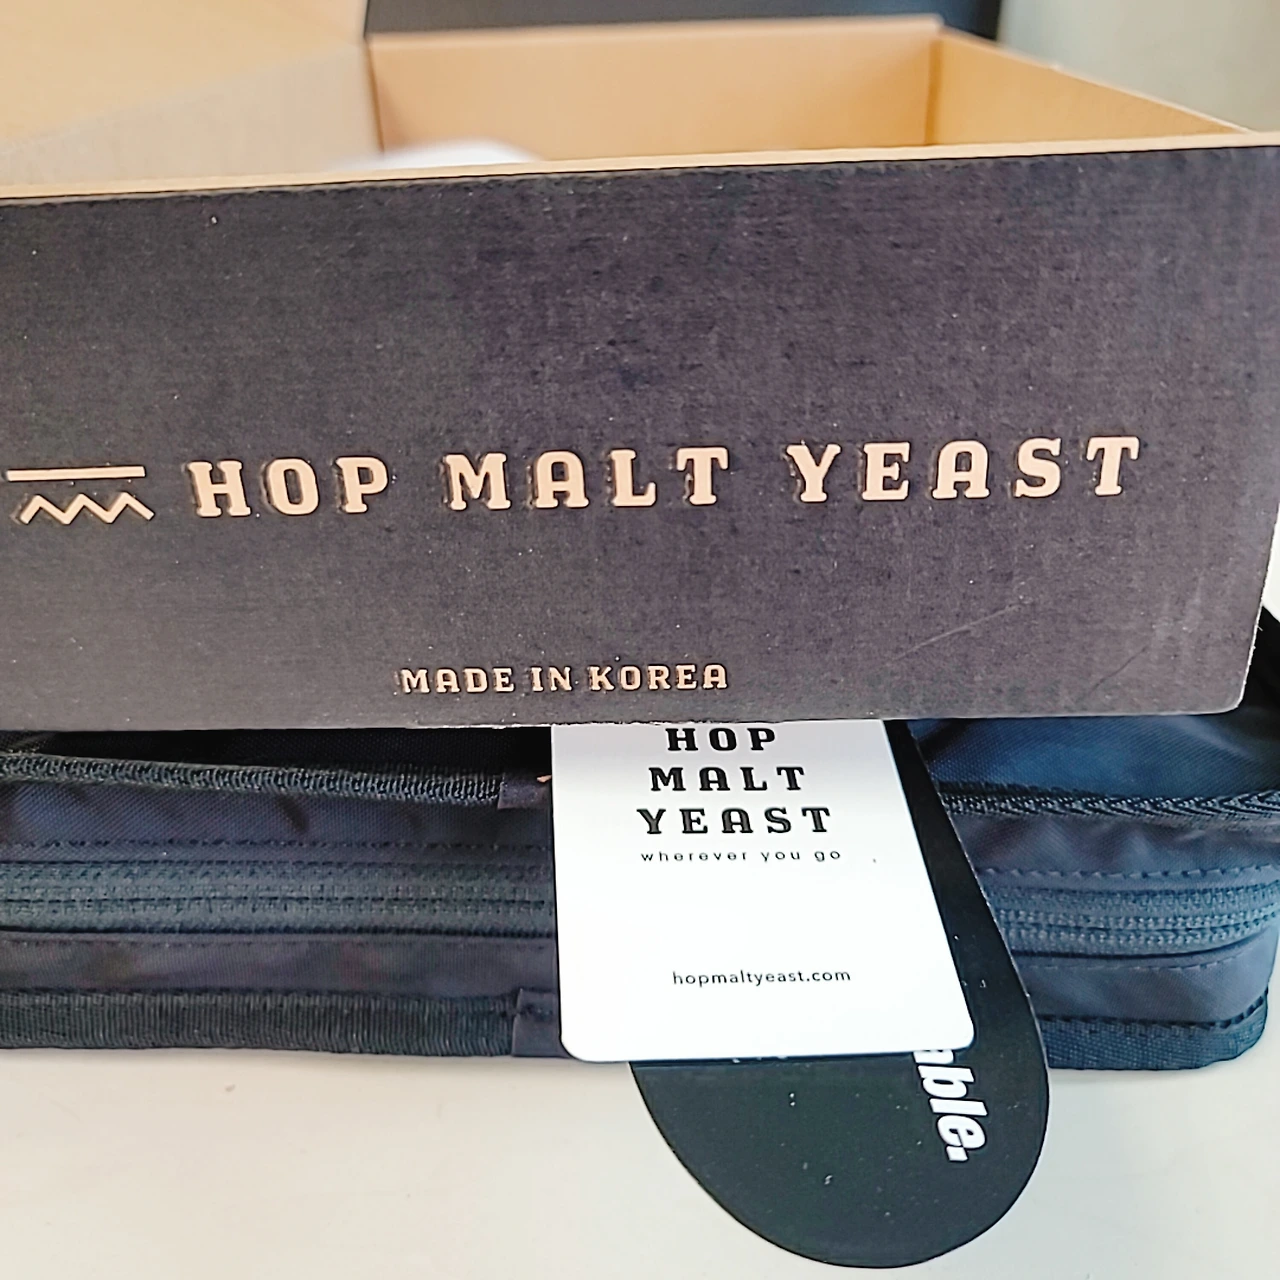 HOP MALT YEAST
MADE IN KOREA
HOP
MALT
YEAST
wherever you go
hopmaltyeast.com
able.